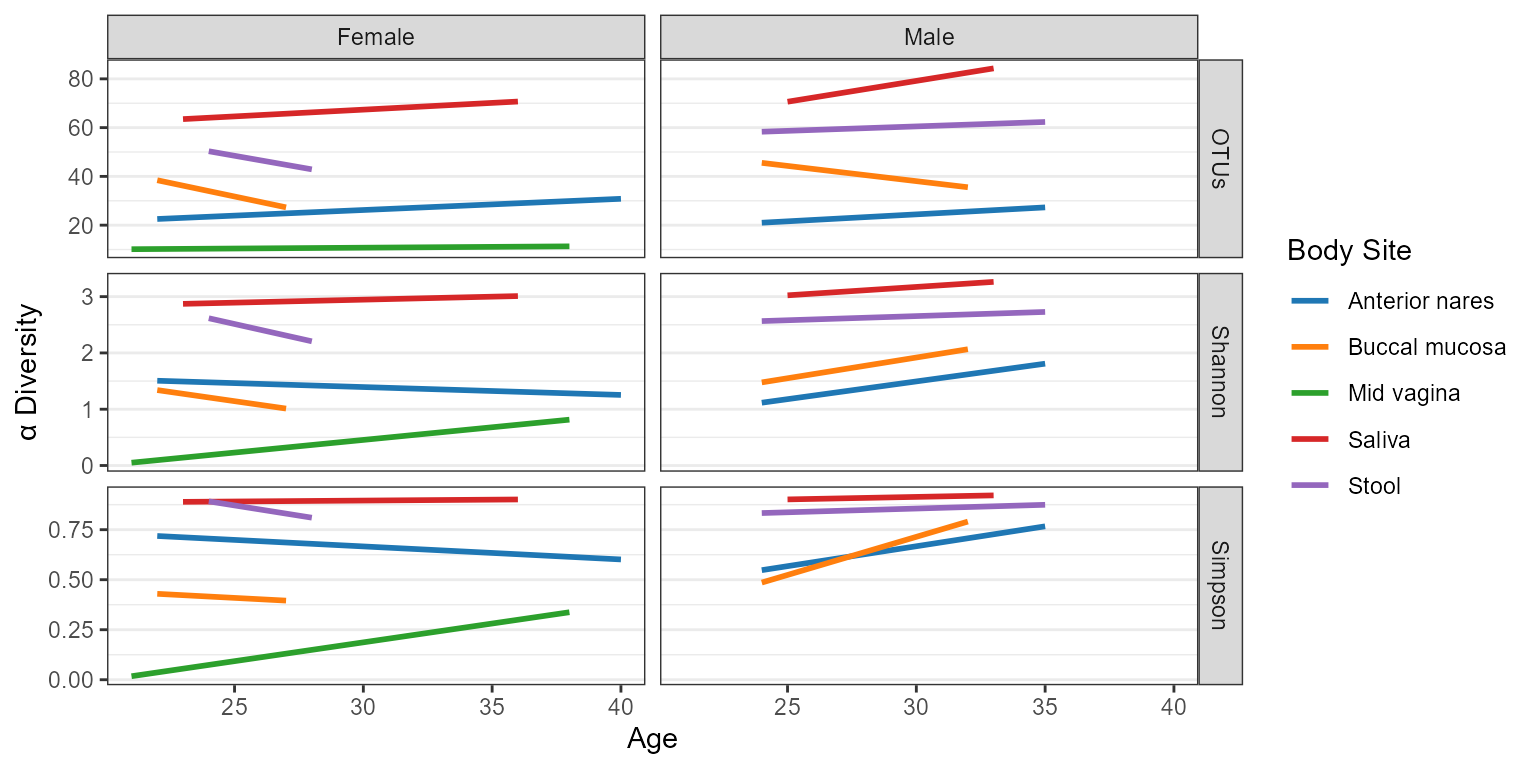 Female
Male
80
60
40
20
OTUs
3
2
1
0
Shannon
0.75
0.50
0.25
0.00
Simpson
25
30
35
40
25
30
35
40
Age
α Diversity
Body Site
Anterior nares
Buccal mucosa
Mid vagina
Saliva
Stool